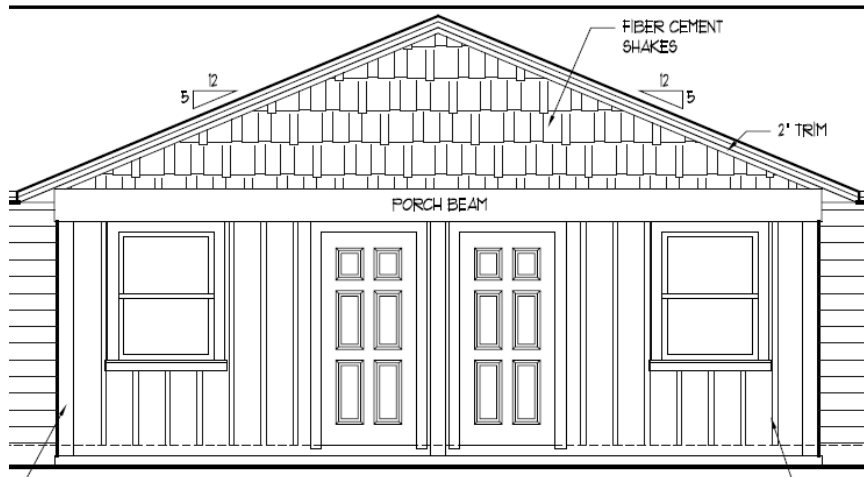 FIBER CEMENT
SHAKES
12
5
12
5
2" TRIM
PORCH BEAM